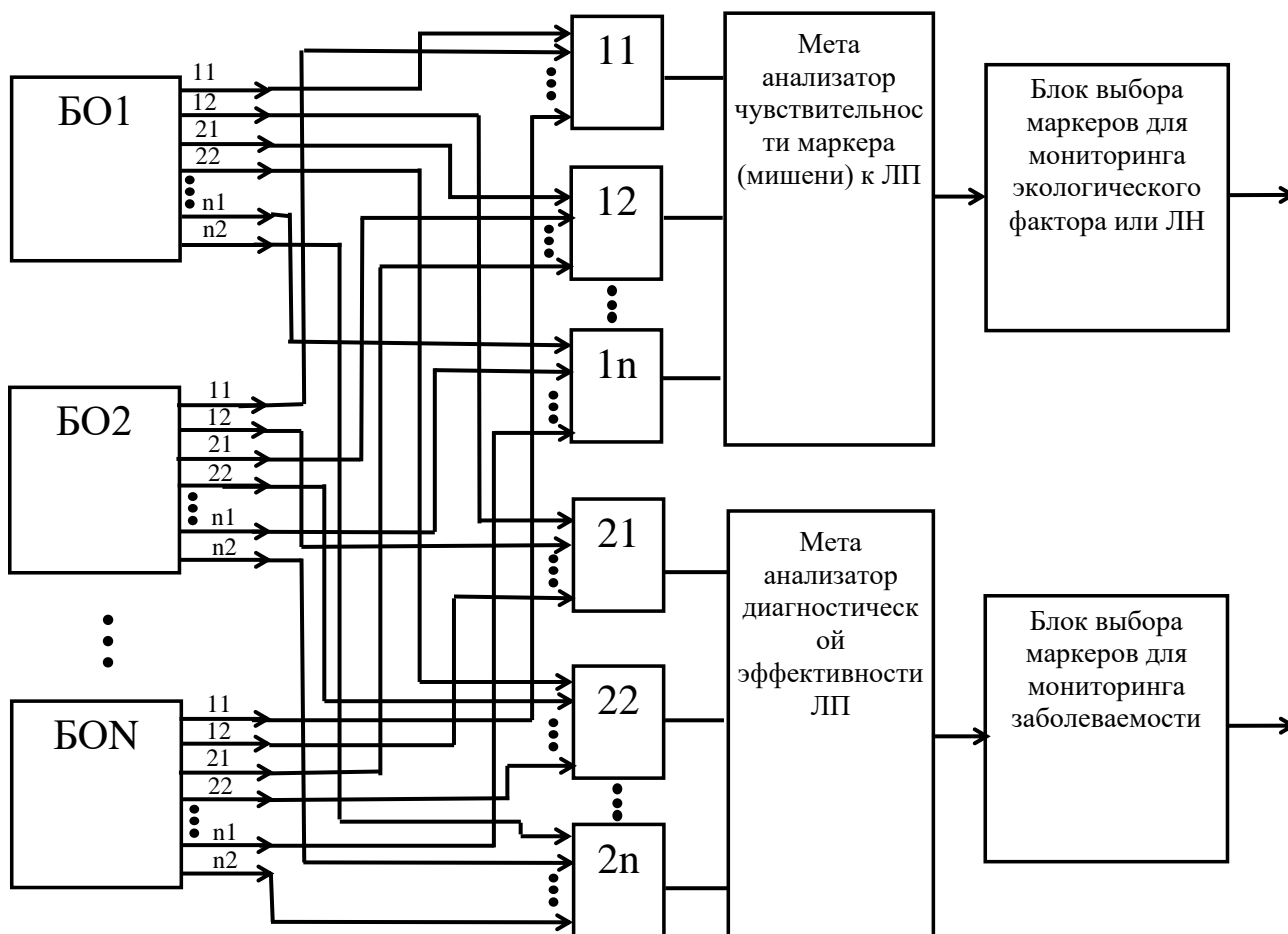 БО1
11
12
21
22
n1
n2
БО2
11
12
21
22
n1
n2
БОN
11
12
21
22
n1
n2
11
12
1n
21
22
2n
Мета
анализатор
чувствительнос
ти маркера
(мишени) к ЛП
Мета
анализатор
диагностическ
ой
эффективности
ЛП
Блок выбора
маркеров для
мониторинга
экологического
фактора или ЛН
Блок выбора
маркеров для
мониторинга
заболеваемости